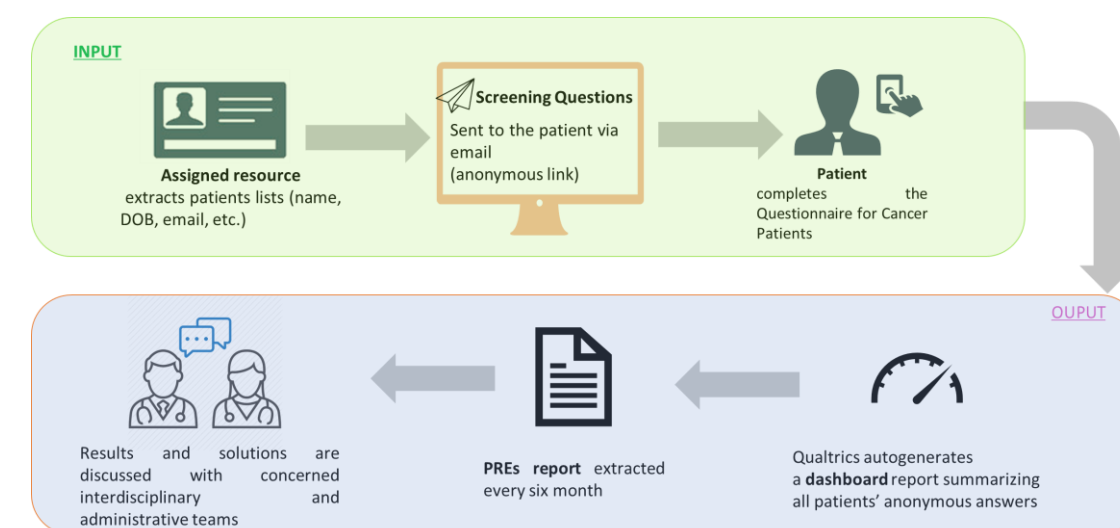 INPUT
Assigned resource
extracts patients lists (name,
DOB, email, etc.)
Screening Questions
Sent to the patient via
email
(anonymous link)
Patient
completes the
Questionnaire for Cancer
Patients
OUPUT
Qualtrics autogenerates
a dashboard report summarizing
all patients’ anonymous answers
PREs report extracted
every six month
Results and solutions are
discussed with concerned
interdisciplinary and
administrative teams